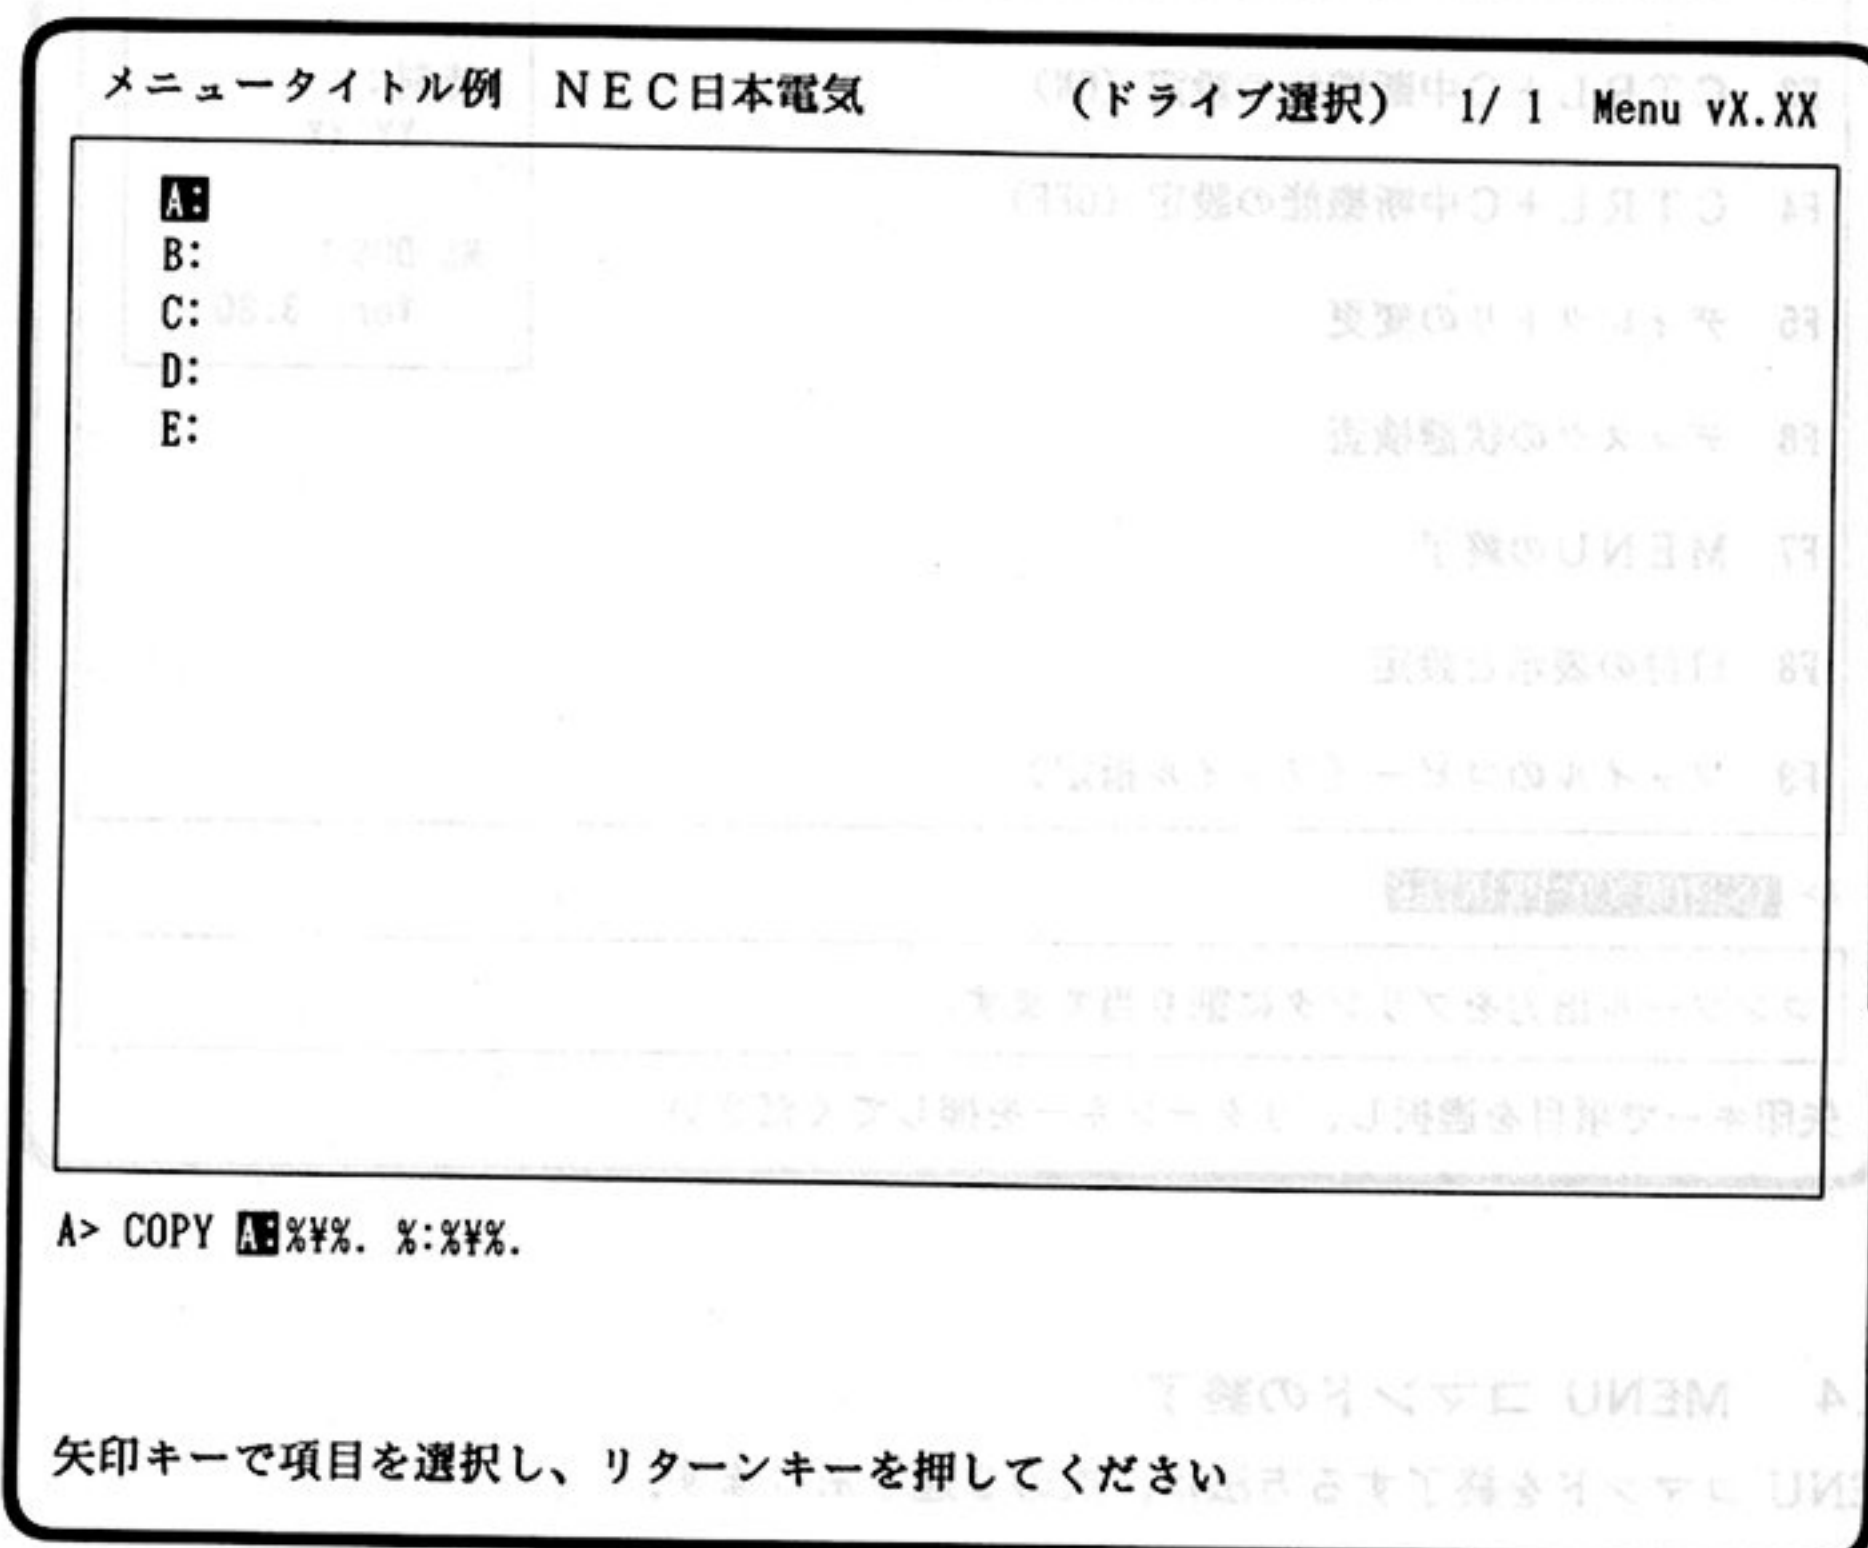 メニュータイトル例　ＮＥＣ日本電気　（ドライブ選択）　1/ 1　Menu vX.XX
A:
B:
C:
D:
E:
A> COPY A:%¥%. %:%¥%.
矢印キーで項目を選択し、リターンキーを押してください